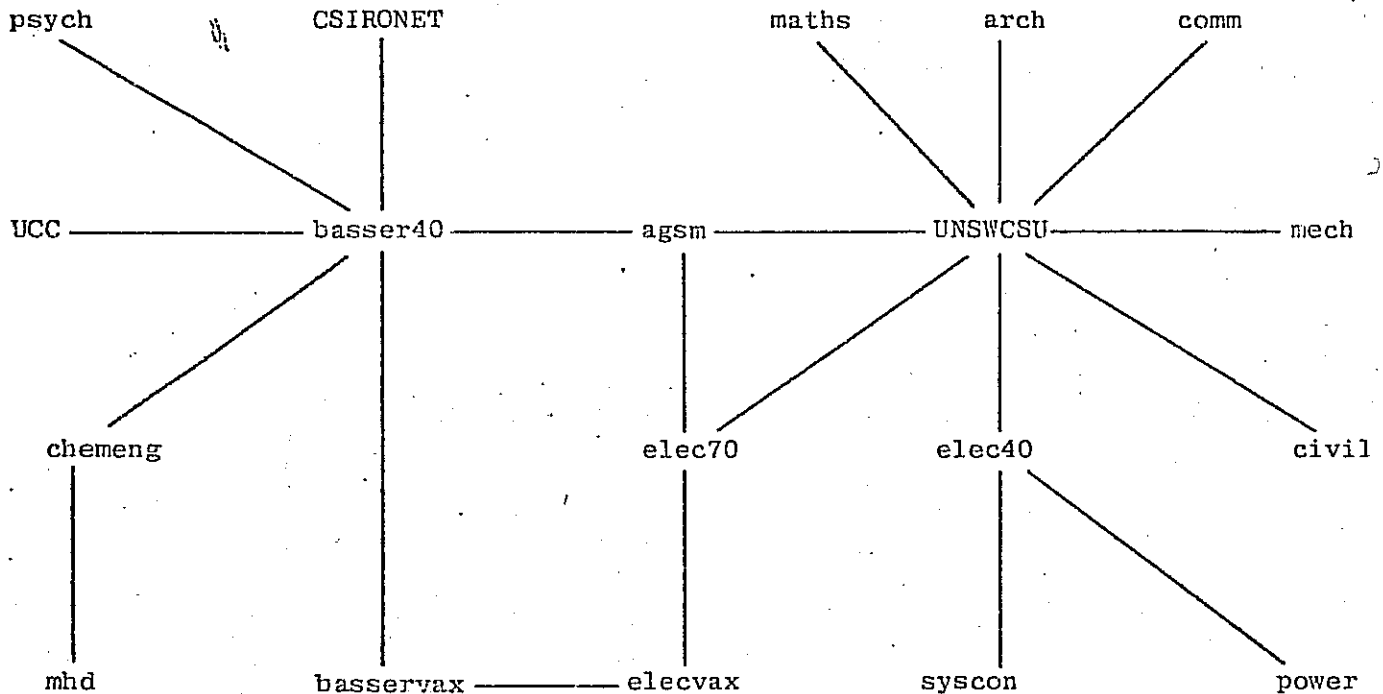 psych CSIRONET maths arch comm
UCC basser40 agsm UNSWCSU mech
chemeng elec70 elec40 civil
mhd basservax elecvax syscon power